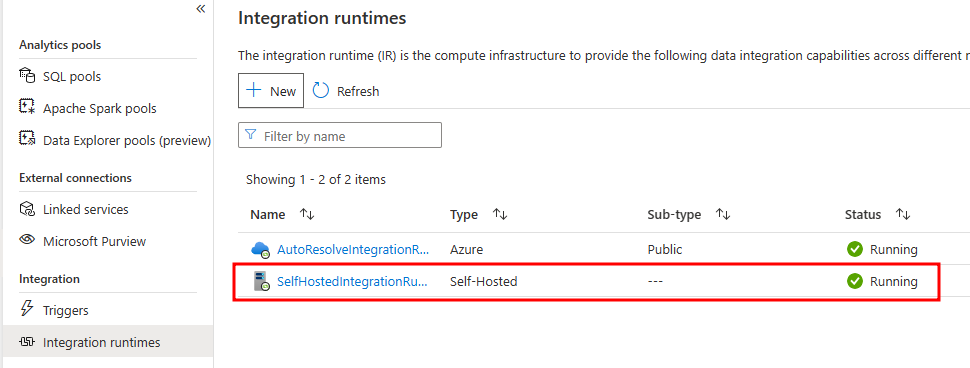 «
Analytics pools
SQL pools
Apache Spark pools
Data Explorer pools (preview)
External connections
Linked services
Microsoft Purview
Integration
Triggers
Integration runtimes
Integration runtimes
The integration runtime (IR) is the compute infrastructure to provide the following data integration capabilities across different
New Refresh
Filter by name
Showing 1 - 2 of 2 items
Name Type Sub-type Status
AutoResolveIntegrationR... Azure Public Running
SelfHostedIntegrationRu... Self-Hosted --- Running